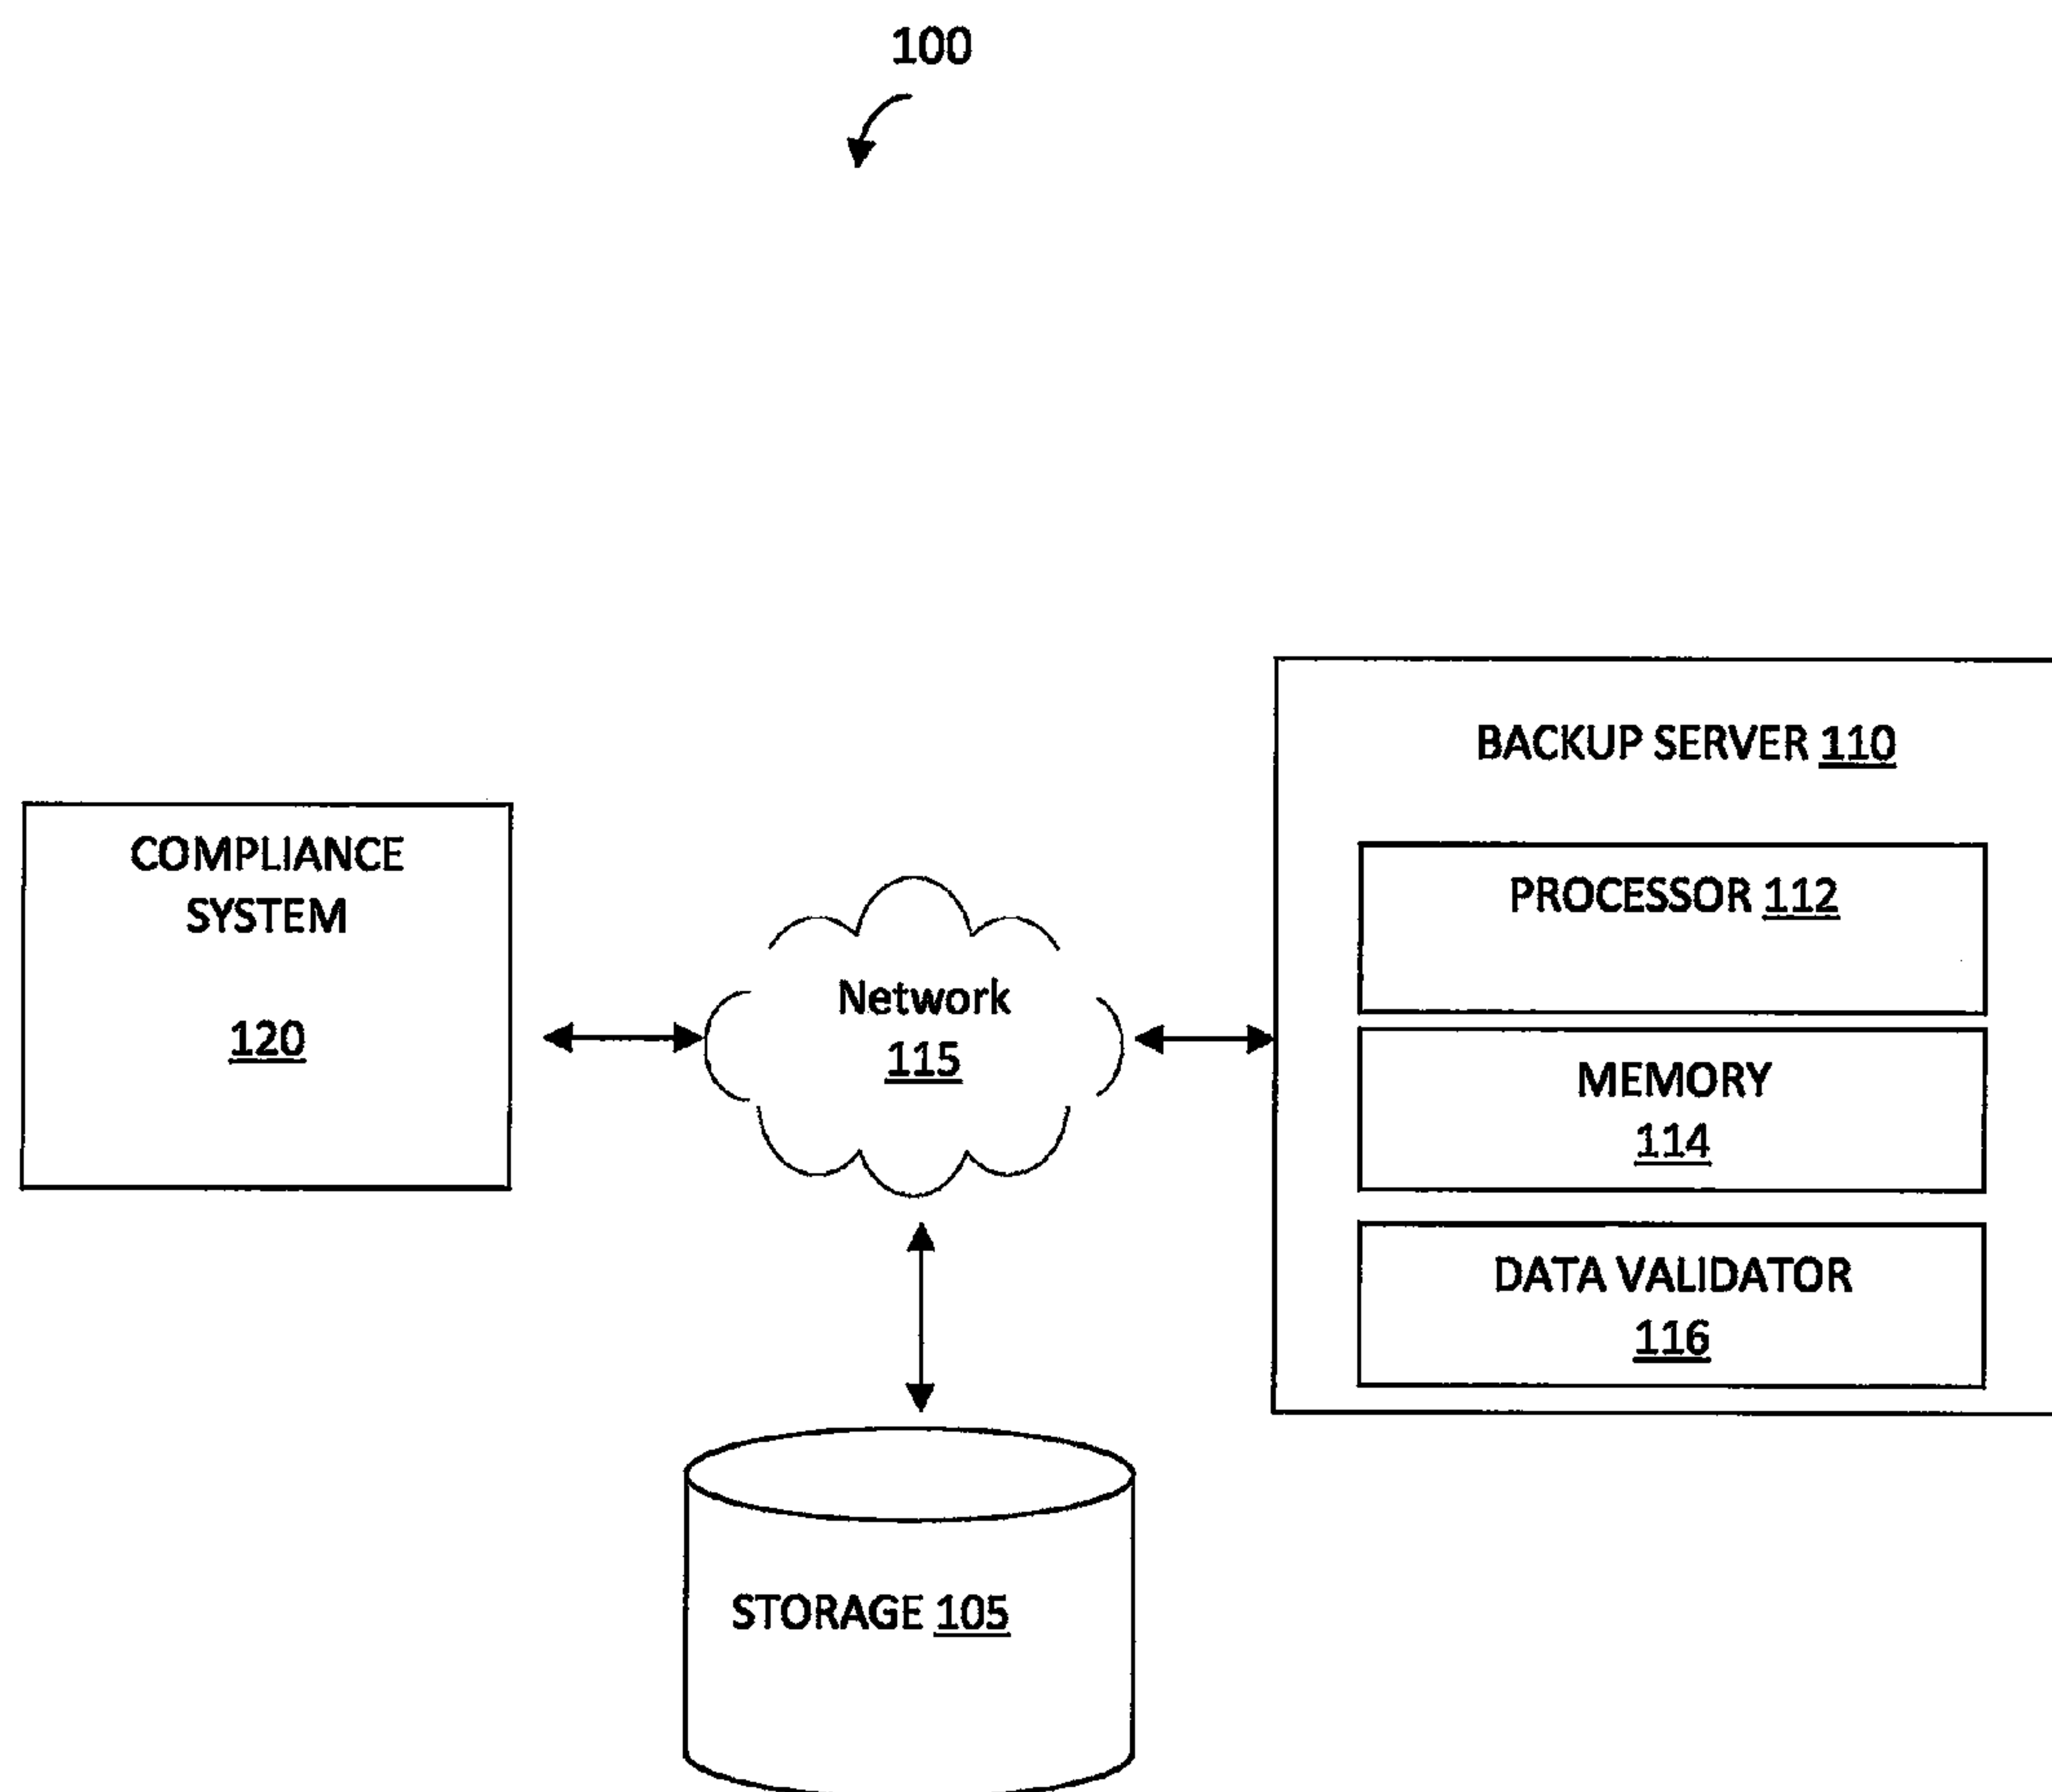 100
BACKUP SERVER 110
PROCESSOR 112
MEMORY
114
DATA VALIDATOR
116
COMPLIANCE
SYSTEM
120
Network
115
STORAGE 105